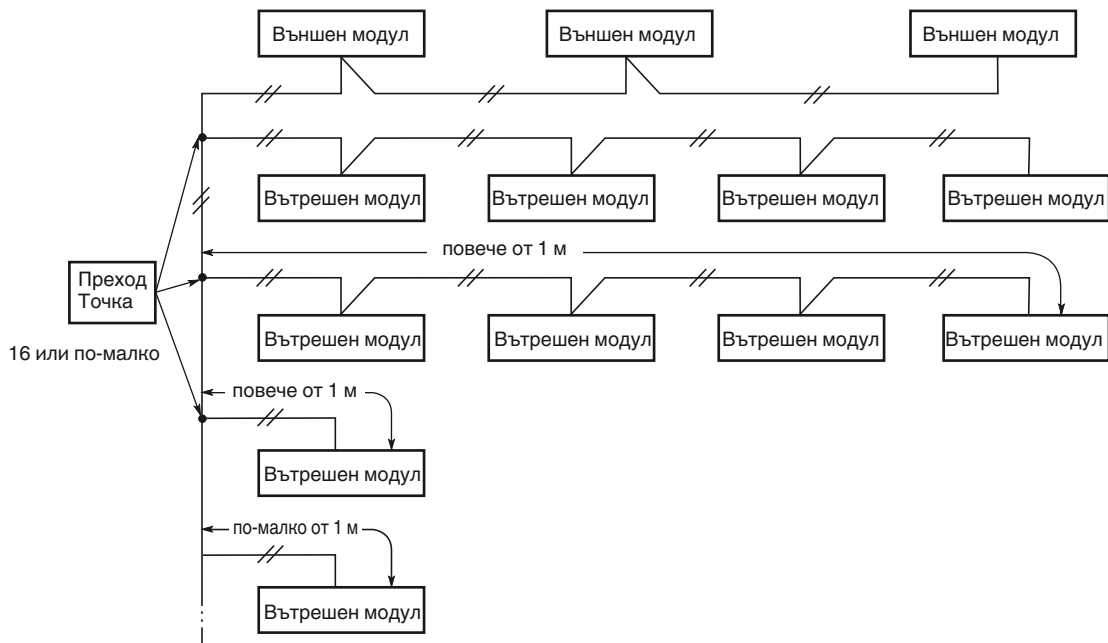 Външен модул
Външен модул
Външен модул
Вътрешен модул
Вътрешен модул
Вътрешен модул
Вътрешен модул
повече от 1 м
Преход
Точка
16 или по-малко
Вътрешен модул
Вътрешен модул
Вътрешен модул
Вътрешен модул
повече от 1 м
Вътрешен модул
по-малко от 1 м
Вътрешен модул